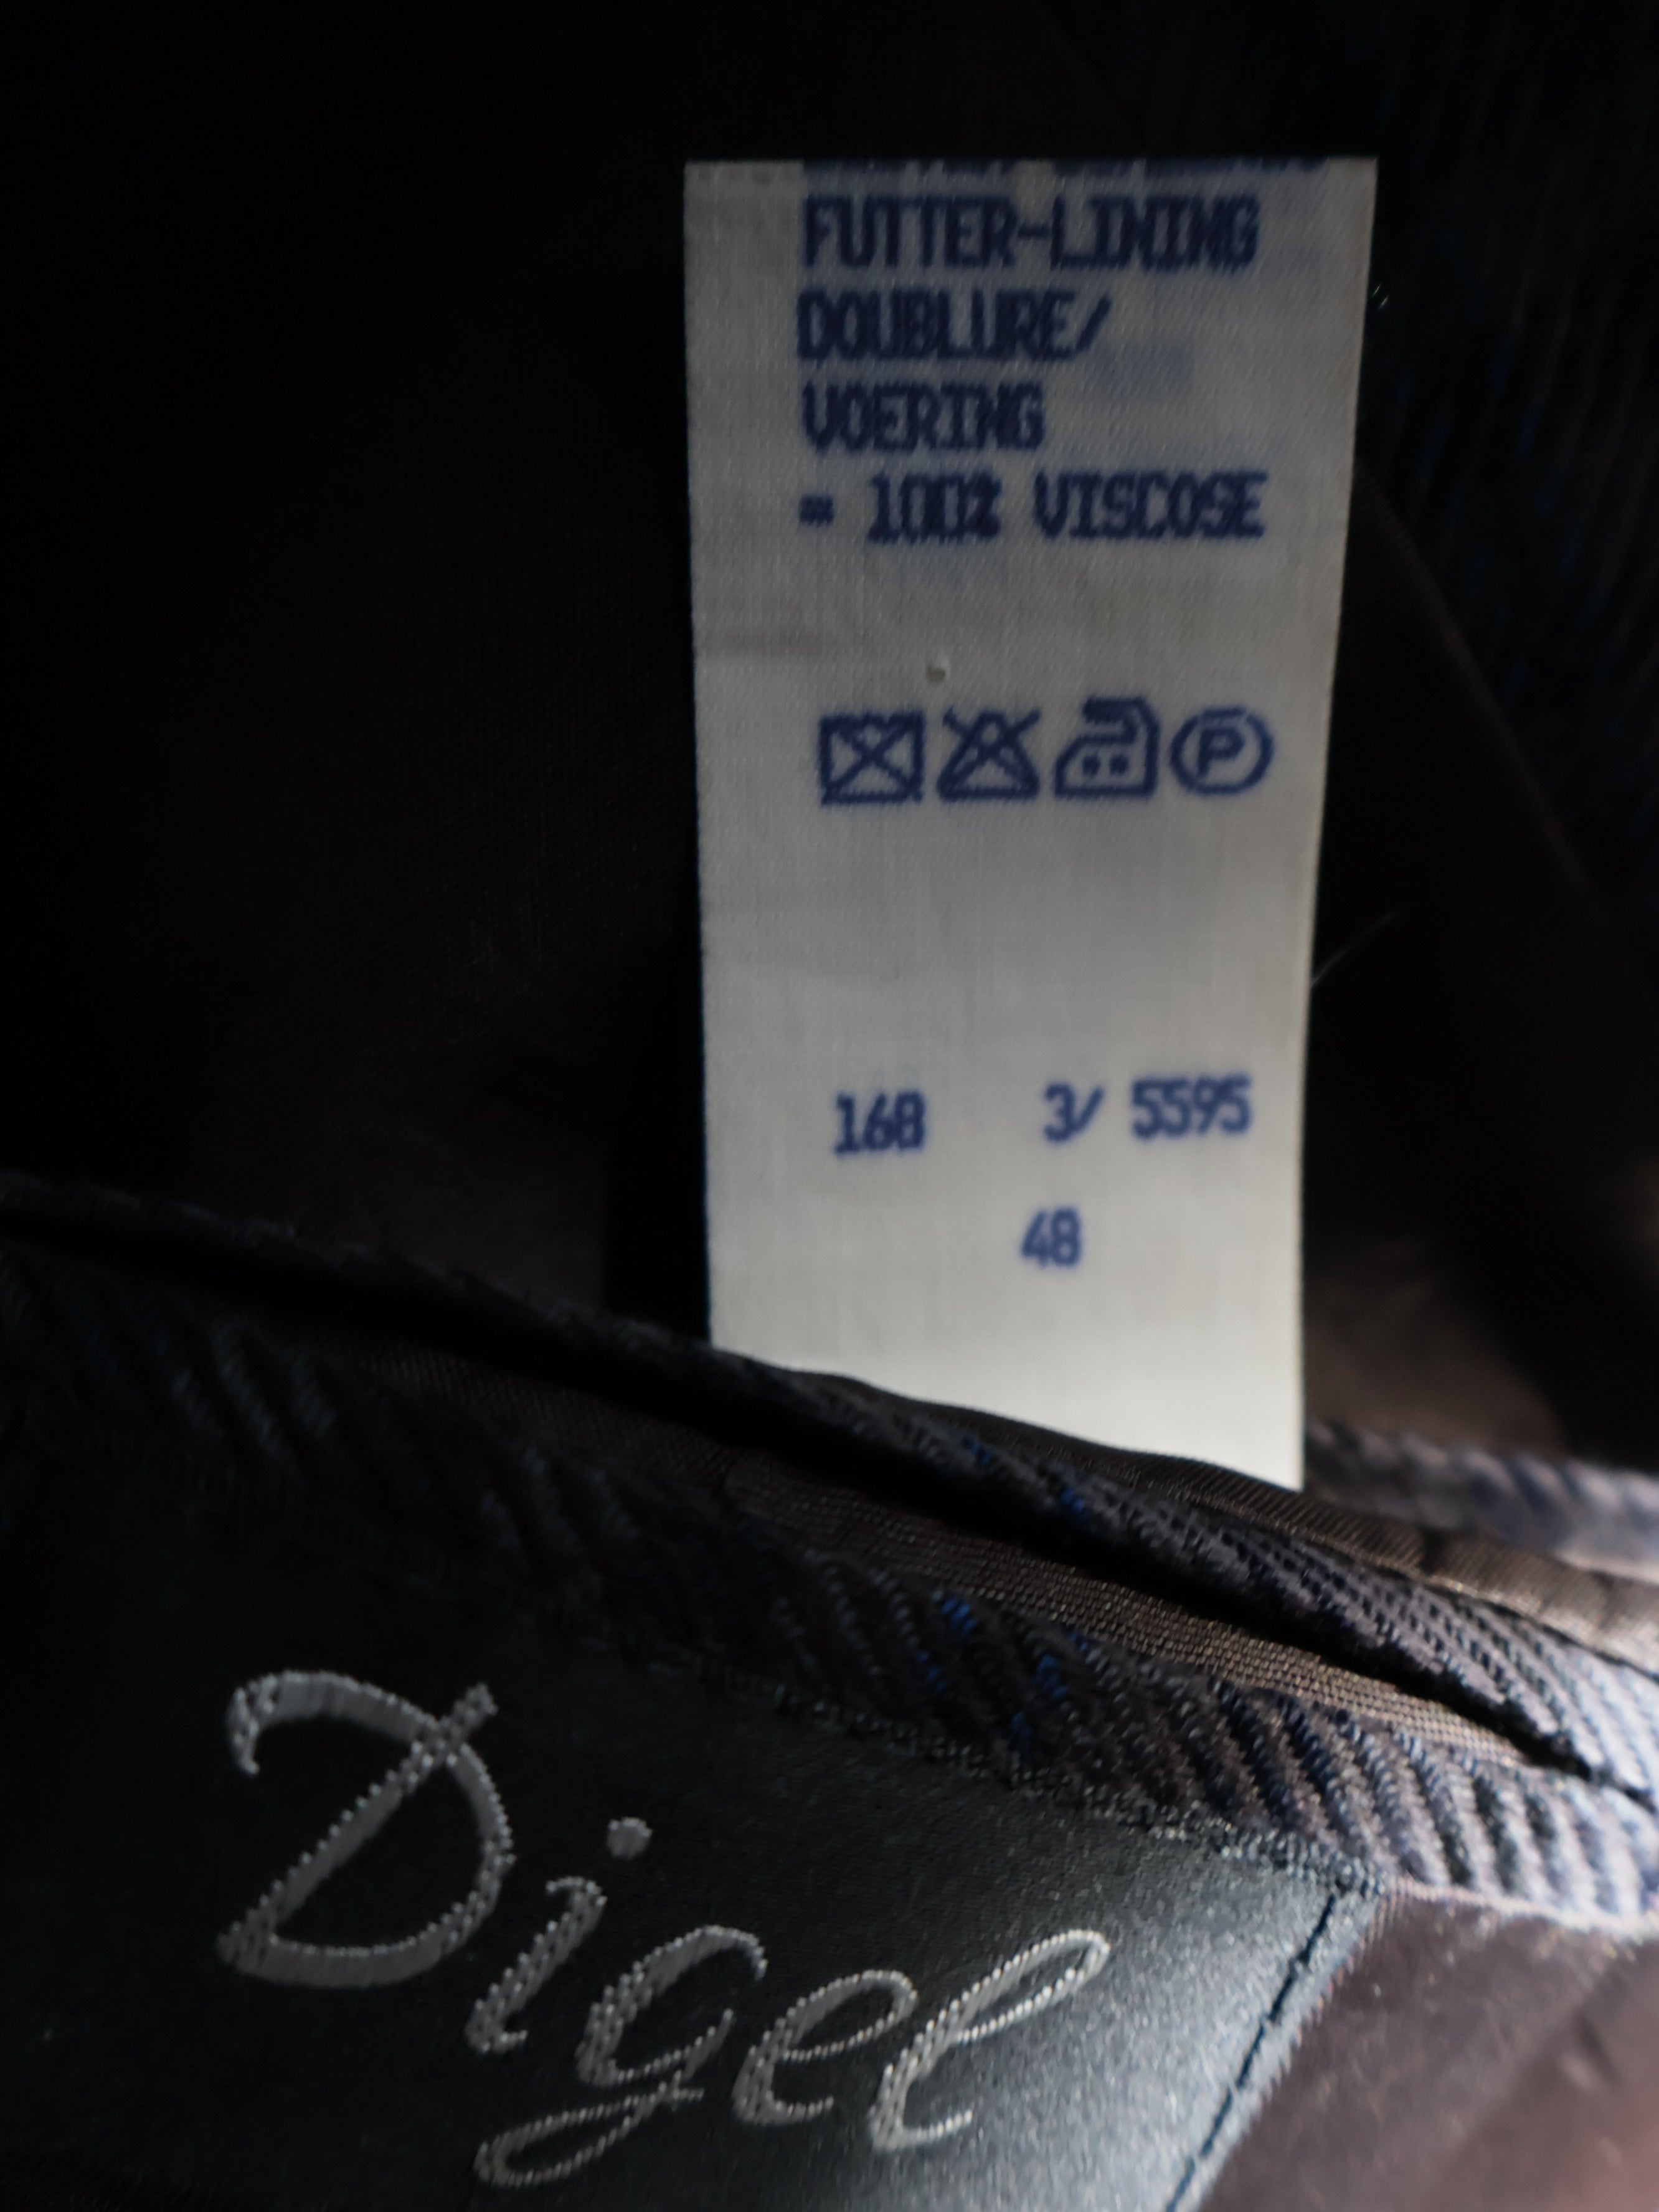 FUTTER-LINING
DOUBLURE/
VOERING
= 100% VISCOSE
P
168 3/ 5595
48
Digel